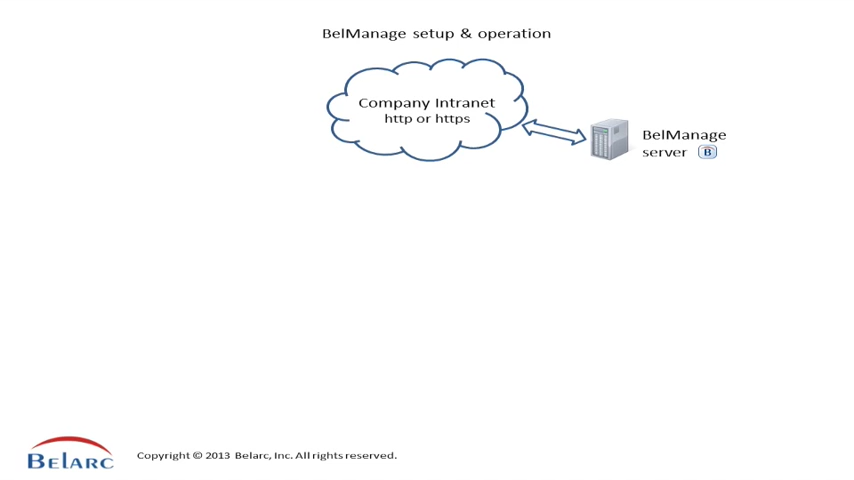 BelManage setup & operation
Company Intranet
http or https
BelManage
server B
BELARC
Copyright © 2013 Belarc, Inc. All rights reserved.